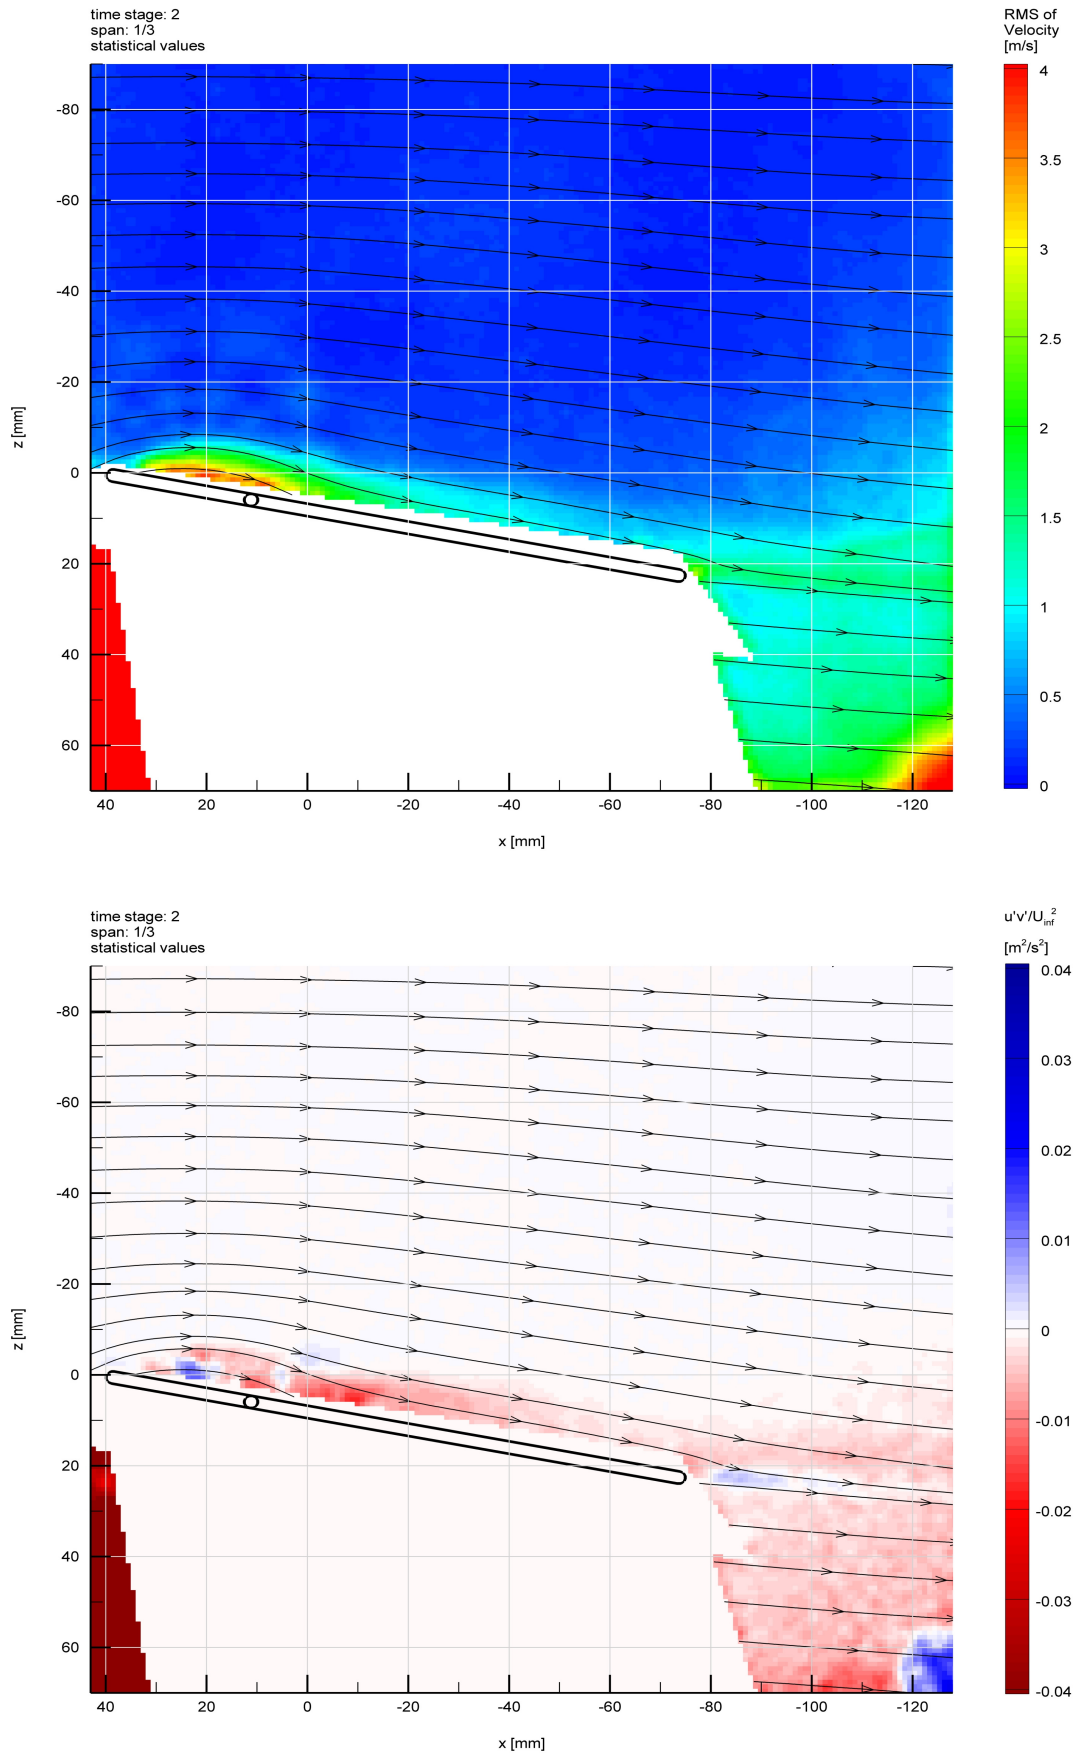 time stage: 2
span: 1/3
statistical values
RMS of
Velocity
[m/s]
-80
-60
-40
-20
0
20
40
60
z [mm]
40 20 0 -20 -40 -60 -80 -100 -120
x [mm]
4
3.5
3
2.5
2
1.5
1
0.5
0
time stage: 2
span: 1/3
statistical values
u'v'/U_inf^2
[m²/s²]
-80
-60
-40
-20
0
20
40
60
z [mm]
40 20 0 -20 -40 -60 -80 -100 -120
x [mm]
0.04
0.03
0.02
0.01
0
-0.01
-0.02
-0.03
-0.04